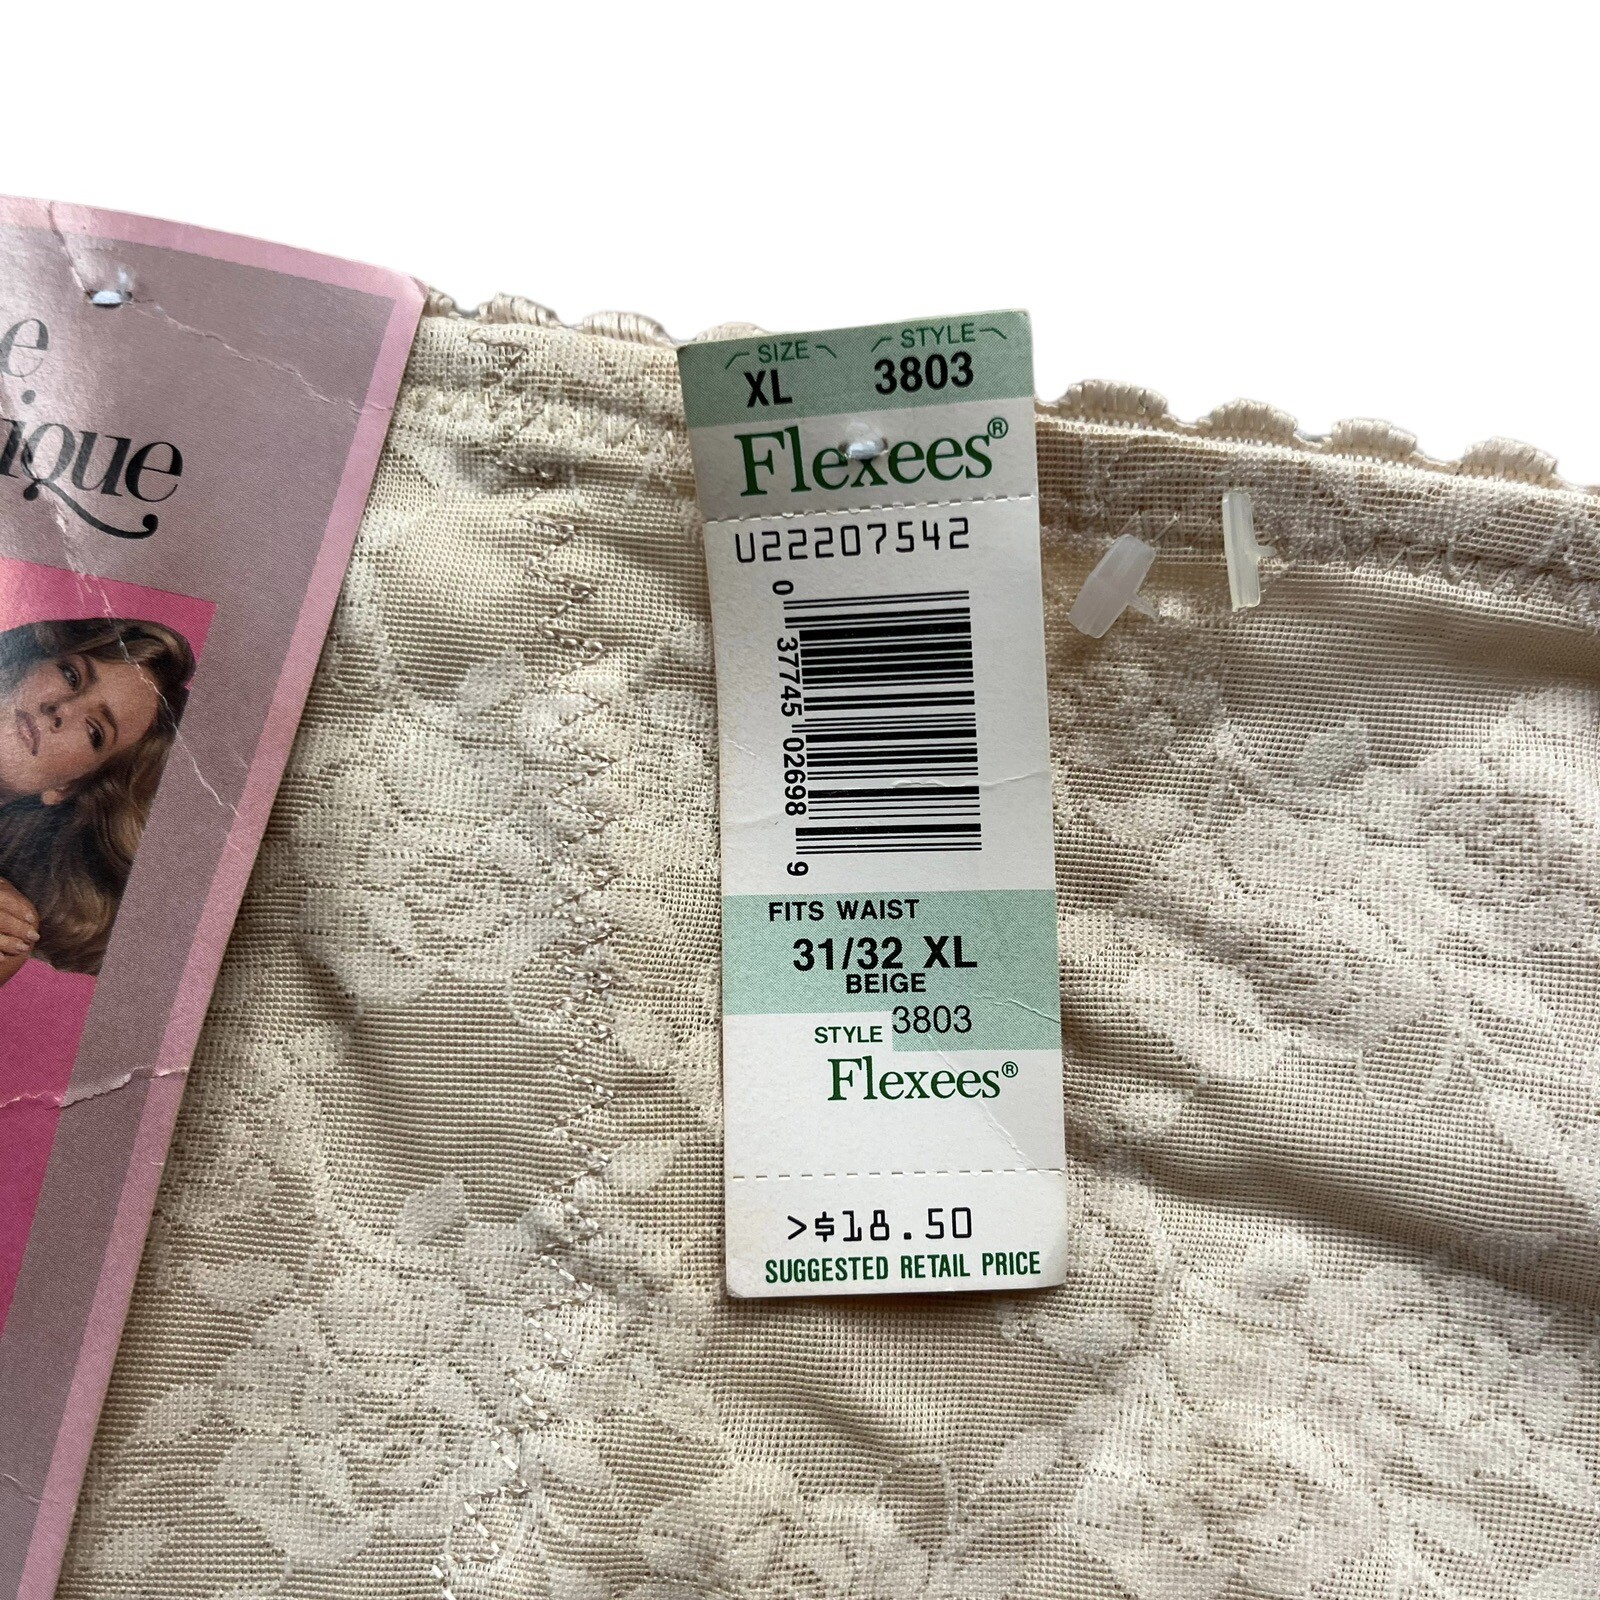 SIZE STYLE
XL 3803
Flexees®
U22207542
0 37745 02698 9
FITS WAIST
31/32 XL
BEIGE
STYLE 3803
Flexees®
>$18.50
SUGGESTED RETAIL PRICE